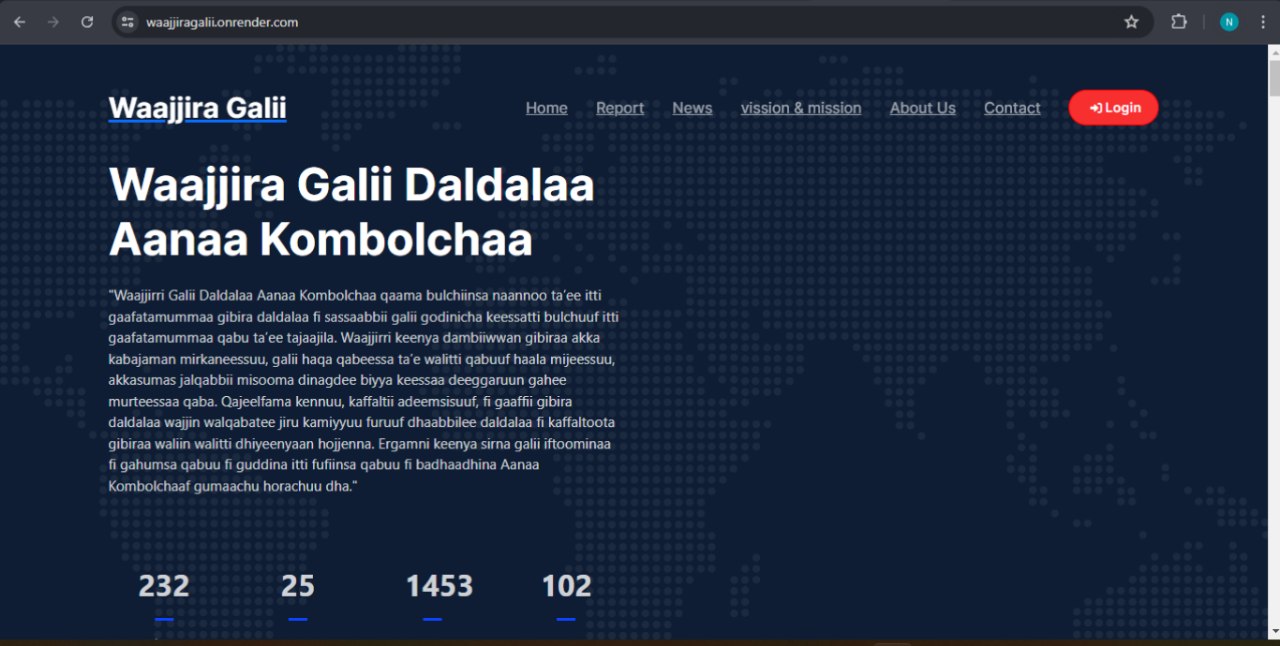 waajjiragalii.onrender.com
N
Waajjira Galii
Home Report News vission & mission About Us Contact Login
Waajjira Galii Daldalaa
Aanaa Kombolchaa
"Waajjirri Galii Daldalaa Aanaa Kombolchaa qaama bulchiinsa naannoo ta’ee itti
gaafatamummaa gibira daldalaa fi sassaabbii galii godinicha keessatti bulchuuf itti
gaafatamummaa qabu ta’ee tajaajila. Waajjirri keenya dambiiwwan gibiraa akka
kabajaman mirkaneessuu, galii haqa qabeessa ta’e walitti qabuuf haala mijeessuu,
akkasumas jalqabbii misooma dinagdee biyya keessaa deeggaruun gahee
murteessaa qaba. Qajeelfama kennuu, kaffaltii adeemsisuuf, fi gaaffii gibira
daldalaa wajjin walqabatee jiru kamiyyuu furuuf dhaabbilee daldalaa fi kaffaltoota
gibiraa waliin walitti dhiyeenyaan hojjenna. Ergamni keenya sirna galii iftoominaa
fi gahumsa qabuu fi guddina itti fufiinsa qabuu fi badhaadhina Aanaa
Kombolchaaf gumaachu horachuu dha."
232 25 1453 102